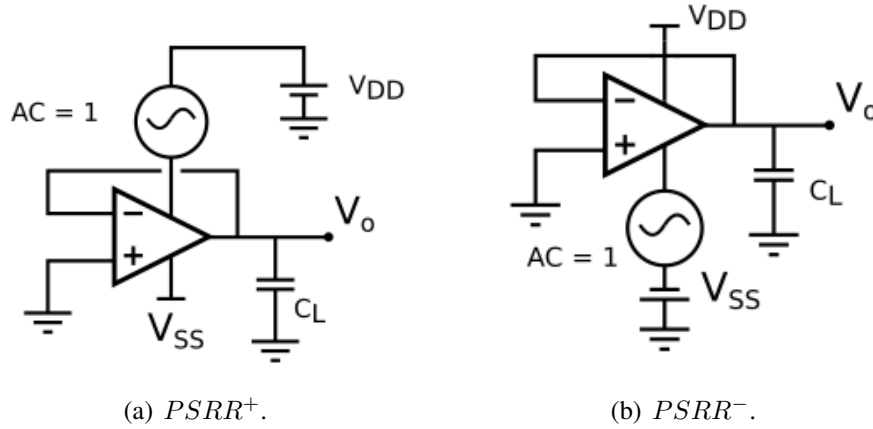 AC = 1
VDD
Vo
CL
VSS
(a) PSRR+.
VDD
Vo
CL
AC = 1
VSS
(b) PSRR−.